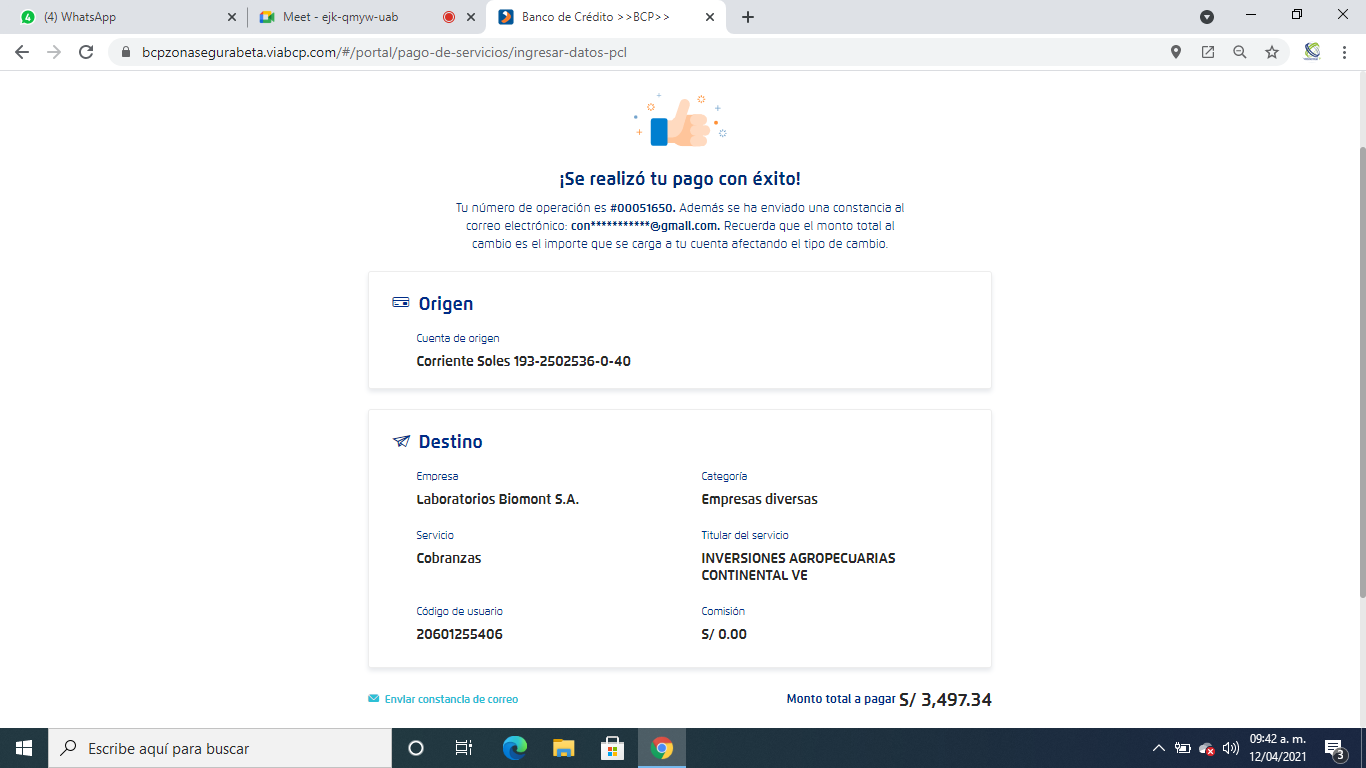 (4) WhatsApp
Meet - ejk-qmyw-uab
Banco de Crédito >>BCP>>
bcpzonasegurabeta.viabcp.com/#/portal/pago-de-servicios/ingresar-datos-pcl
¡Se realizó tu pago con éxito!
Tu número de operación es #00051650. Además se ha enviado una constancia al
correo electrónico: con***********@gmail.com. Recuerda que el monto total al
cambio es el importe que se carga a tu cuenta afectando el tipo de cambio.
Origen
Cuenta de origen
Corriente Soles 193-2502536-0-40
Destino
Empresa
Categoría
Laboratorios Biomont S.A.
Empresas diversas
Servicio
Titular del servicio
Cobranzas
INVERSIONES AGROPECUARIAS
CONTINENTAL VE
Código de usuario
Comisión
20601255406
S/ 0.00
Enviar constancia de correo
Monto total a pagar S/ 3,497.34
Escribe aquí para buscar
09:42 a. m.
12/04/2021
3